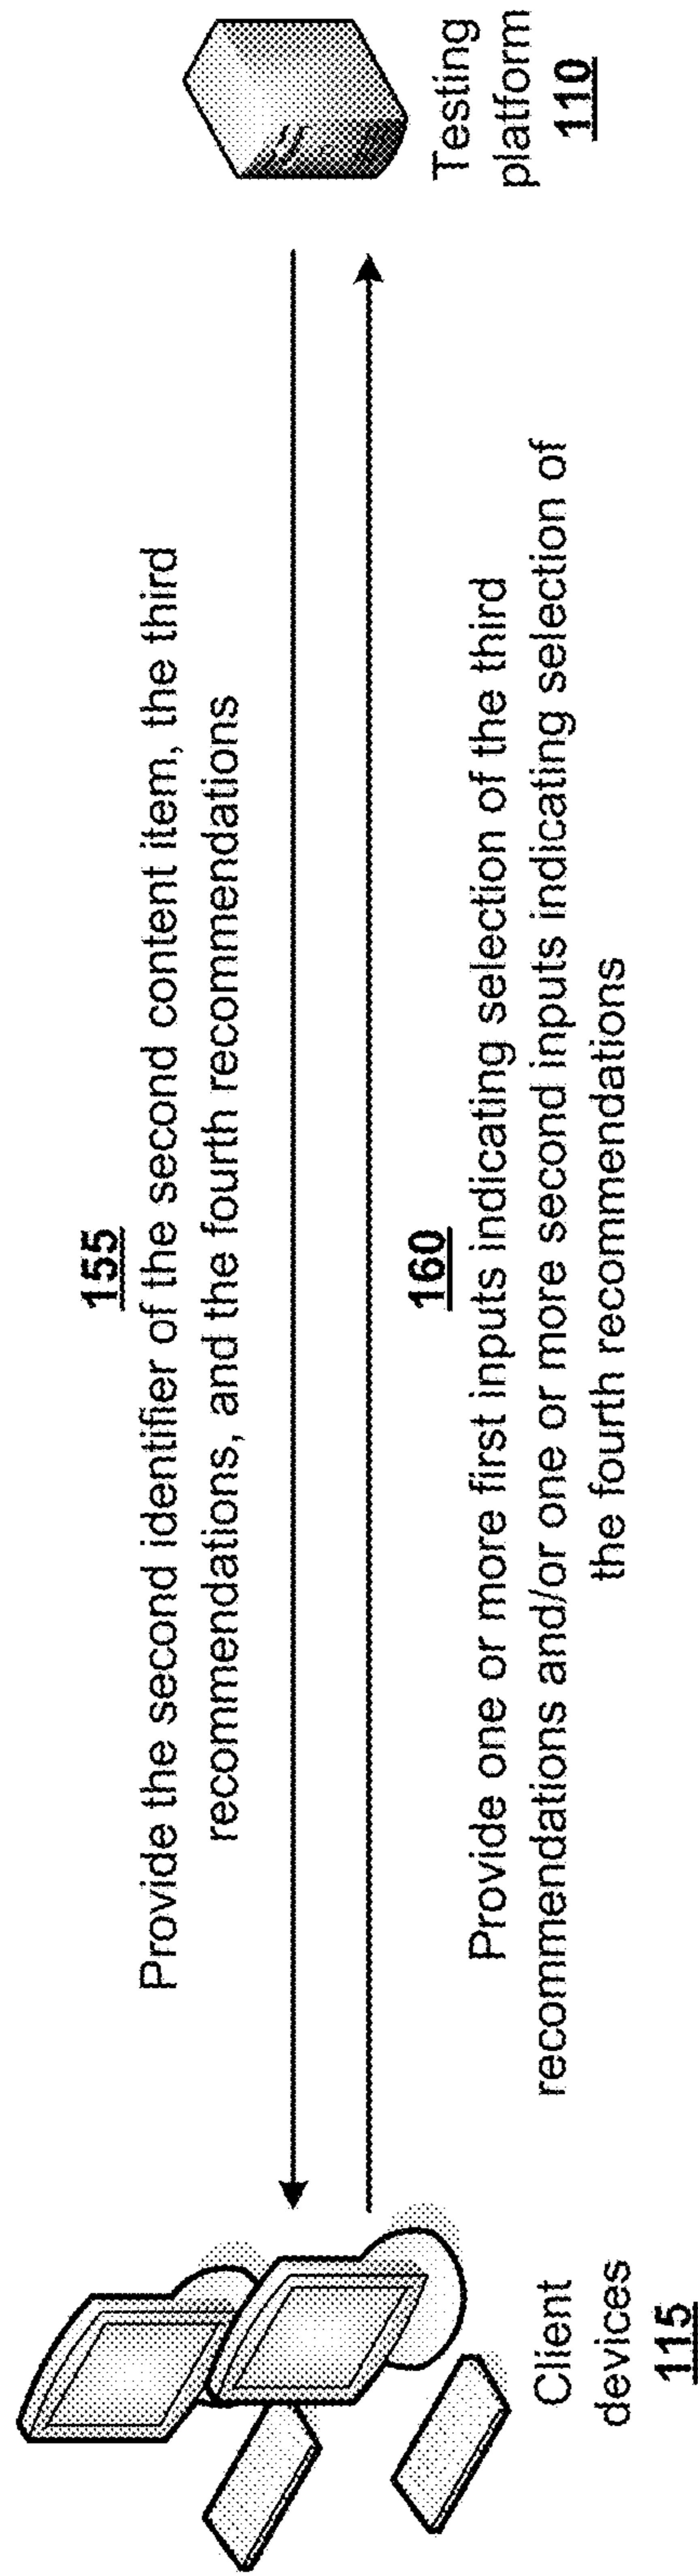 155
Provide the second identifier of the second content item, the third
recommendations, and the fourth recommendations
160
Provide one or more first inputs indicating selection of the third
recommendations and/or one or more second inputs indicating selection of
the fourth recommendations
Client
devices
115
Testing
platform
110